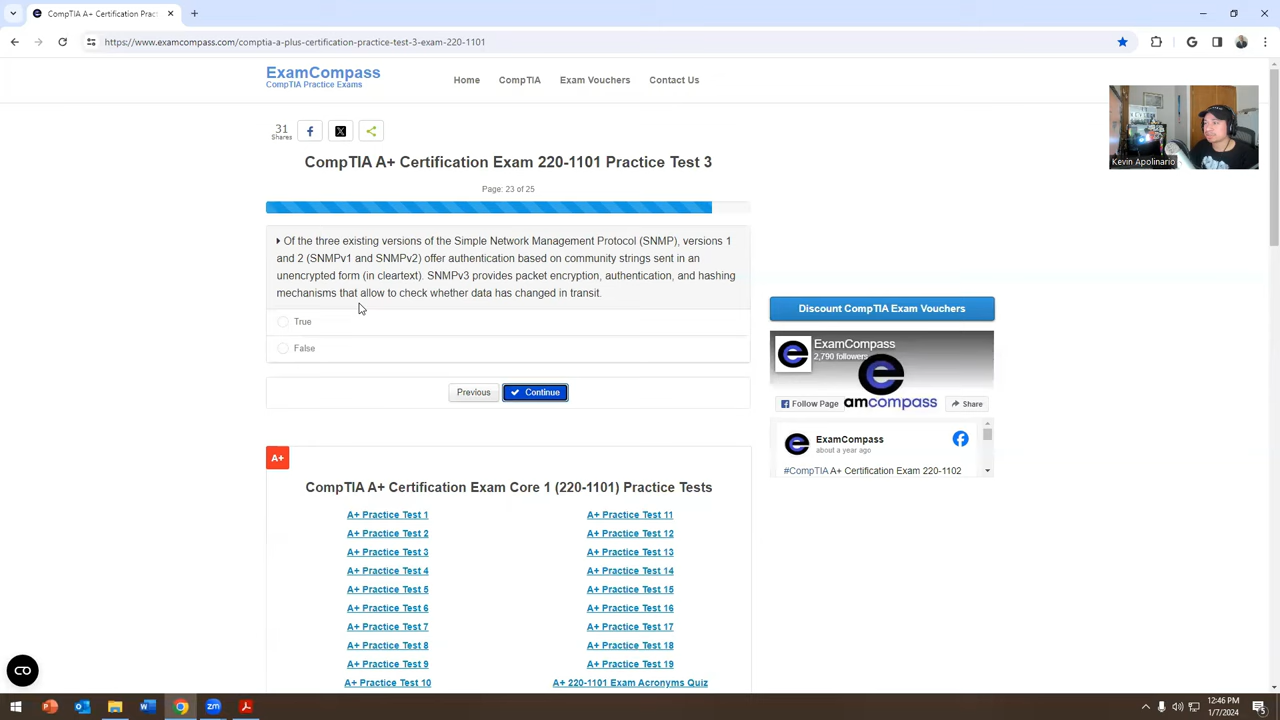 CompTIA A+ Certification Prac
https://www.examcompass.com/comptia-a-plus-certification-practice-test-3-exam-220-1101
ExamCompass
CompTIA Practice Exams
Home
CompTIA
Exam Vouchers
Contact Us
31
Shares
Kevin Apolinario
CompTIA A+ Certification Exam 220-1101 Practice Test 3
Page: 23 of 25
Of the three existing versions of the Simple Network Management Protocol (SNMP), versions 1
and 2 (SNMPv1 and SNMPv2) offer authentication based on community strings sent in an
unencrypted form (in cleartext). SNMPv3 provides packet encryption, authentication, and hashing
mechanisms that allow to check whether data has changed in transit.
True
False
Previous
Continue
Discount CompTIA Exam Vouchers
ExamCompass
2,790 followers
amcompass
Follow Page
Share
ExamCompass
about a year ago
#CompTIA A+ Certification Exam 220-1102
A+
CompTIA A+ Certification Exam Core 1 (220-1101) Practice Tests
A+ Practice Test 1
A+ Practice Test 11
A+ Practice Test 2
A+ Practice Test 12
A+ Practice Test 3
A+ Practice Test 13
A+ Practice Test 4
A+ Practice Test 14
A+ Practice Test 5
A+ Practice Test 15
A+ Practice Test 6
A+ Practice Test 16
A+ Practice Test 7
A+ Practice Test 17
A+ Practice Test 8
A+ Practice Test 18
A+ Practice Test 9
A+ Practice Test 19
A+ Practice Test 10
A+ 220-1101 Exam Acronyms Quiz
12:46 PM
1/7/2024